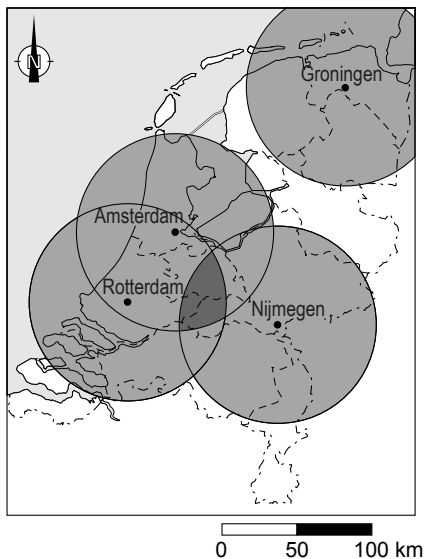 N
Groningen
Amsterdam
Rotterdam
Nijmegen
0 50 100 km